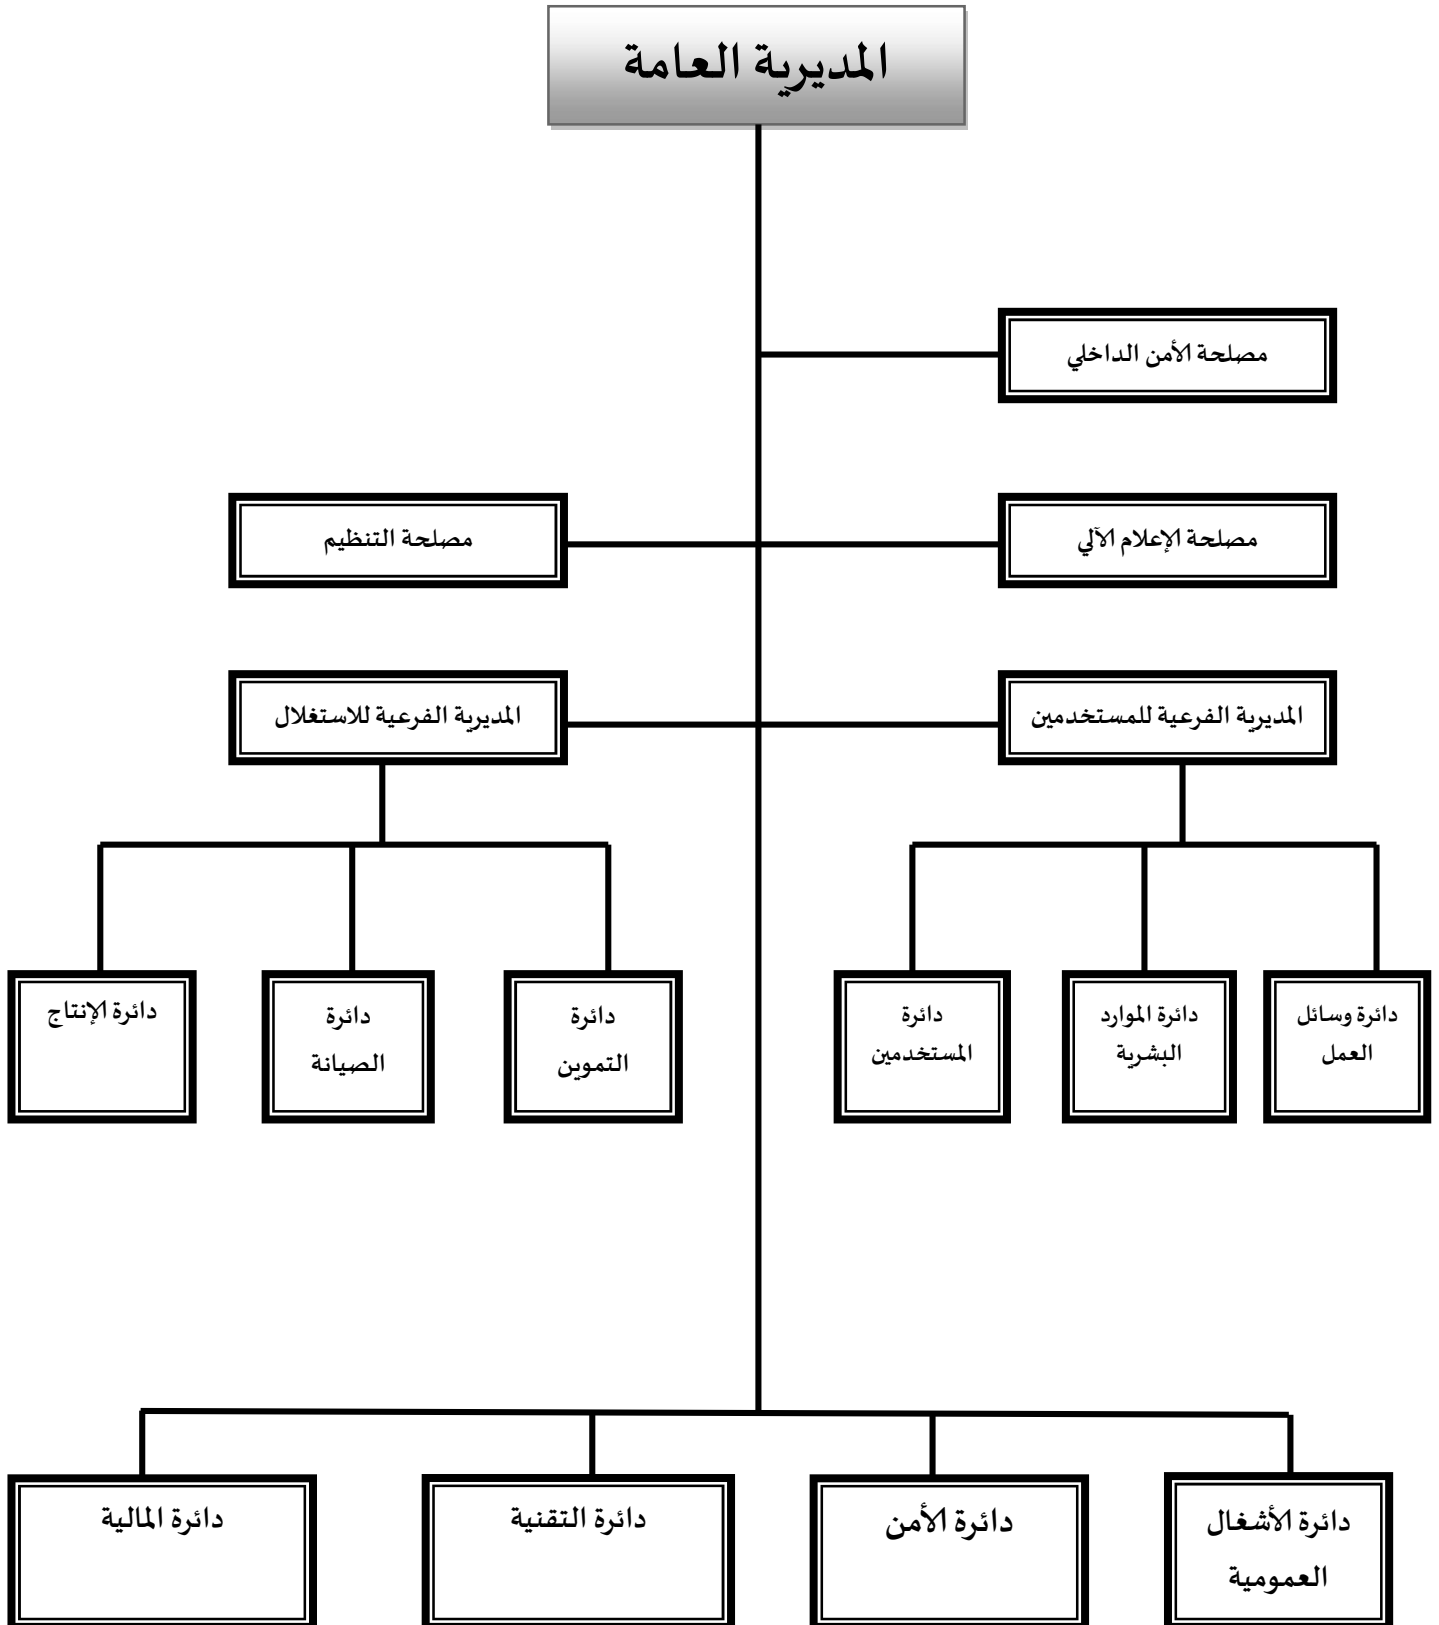 المديرية العامة
مصلحة الأمن الداخلي
مصلحة الإعلام الآلي
مصلحة التنظيم
المديرية الفرعية للمستخدمين
المديرية الفرعية للاستغلال
دائرة وسائل
العمل
دائرة الموارد
البشرية
دائرة
المستخدمين
دائرة
التموين
دائرة
الصيانة
دائرة الإنتاج
دائرة الأشغال
العمومية
دائرة الأمن
دائرة التقنية
دائرة المالية